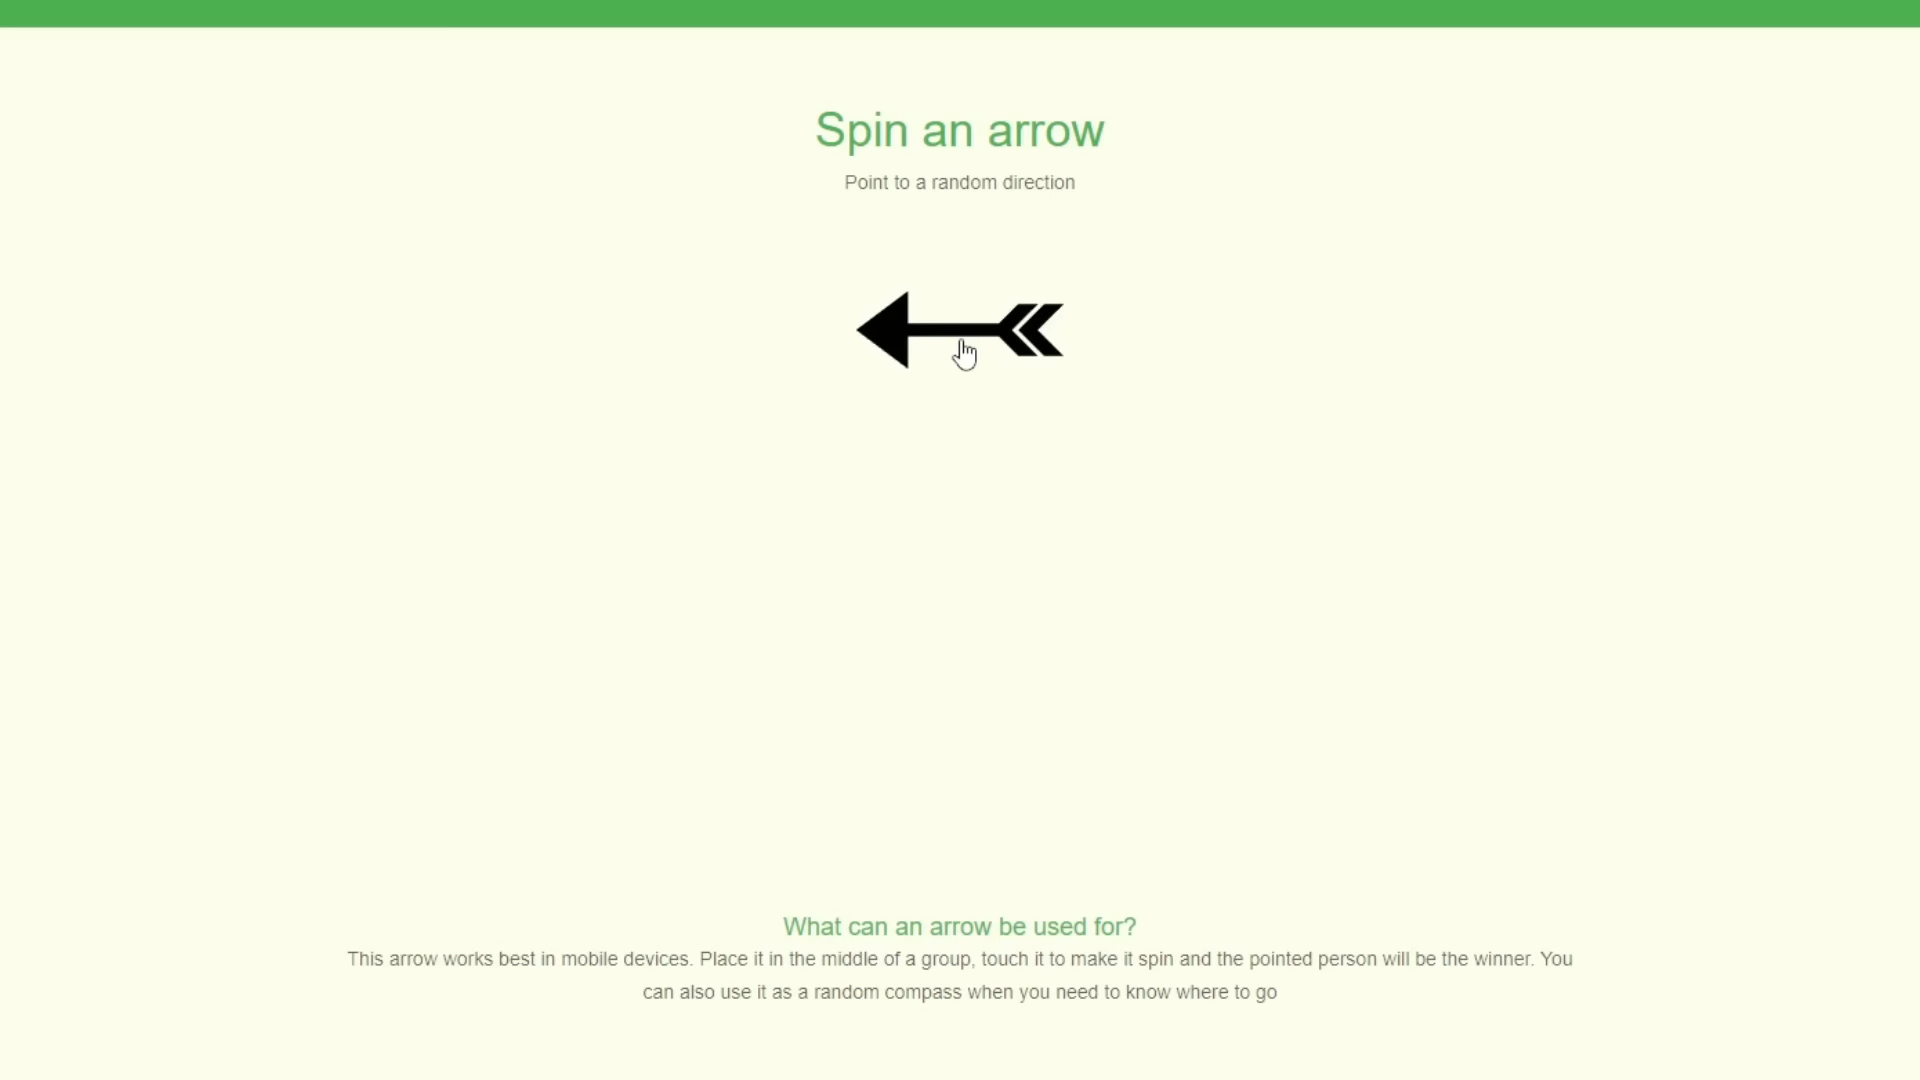 Spin an arrow
Point to a random direction
What can an arrow be used for?
This arrow works best in mobile devices. Place it in the middle of a group, touch it to make it spin and the pointed person will be the winner. You
can also use it as a random compass when you need to know where to go